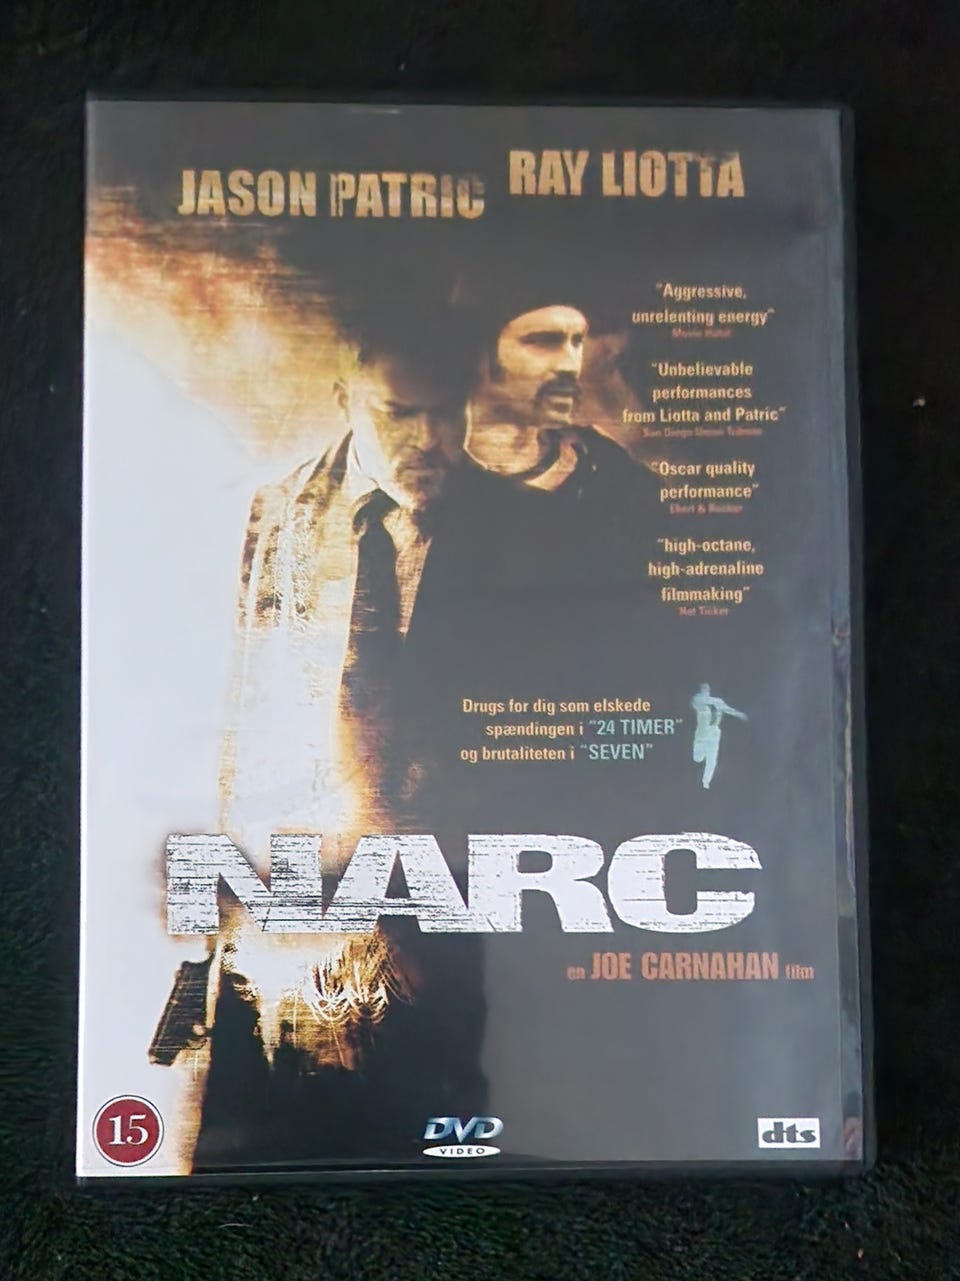 JASON PATRIC
RAY LIOTTA
"Aggressive,
unrelenting energy"
"Unbelievable
performances
from Liotta and Patric"
San Diego Union Tribune
"Oscar quality
performance"
Ebert & Roeper
"high-octane,
high-adrenaline
filmmaking"
Drugs for dig som elskede
spændingen i "24 TIMER"
og brutaliteten i "SEVEN"
NARC
en JOE CARNAHAN film
15
DVD
VIDEO
dts